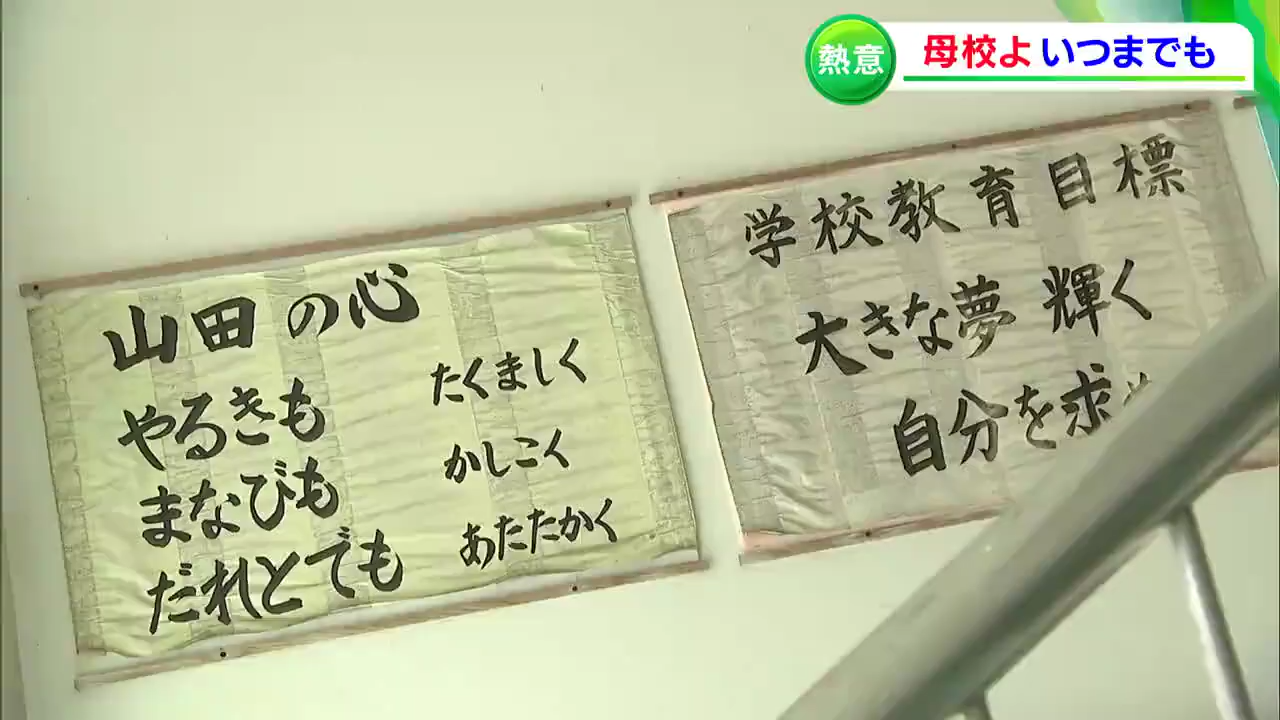 熱意
母校よ いつまでも
山田の心
やるきも たくましく
まなびも かしこく
だれとでも あたたかく
学校教育目標
大きな夢 輝く
自分を求